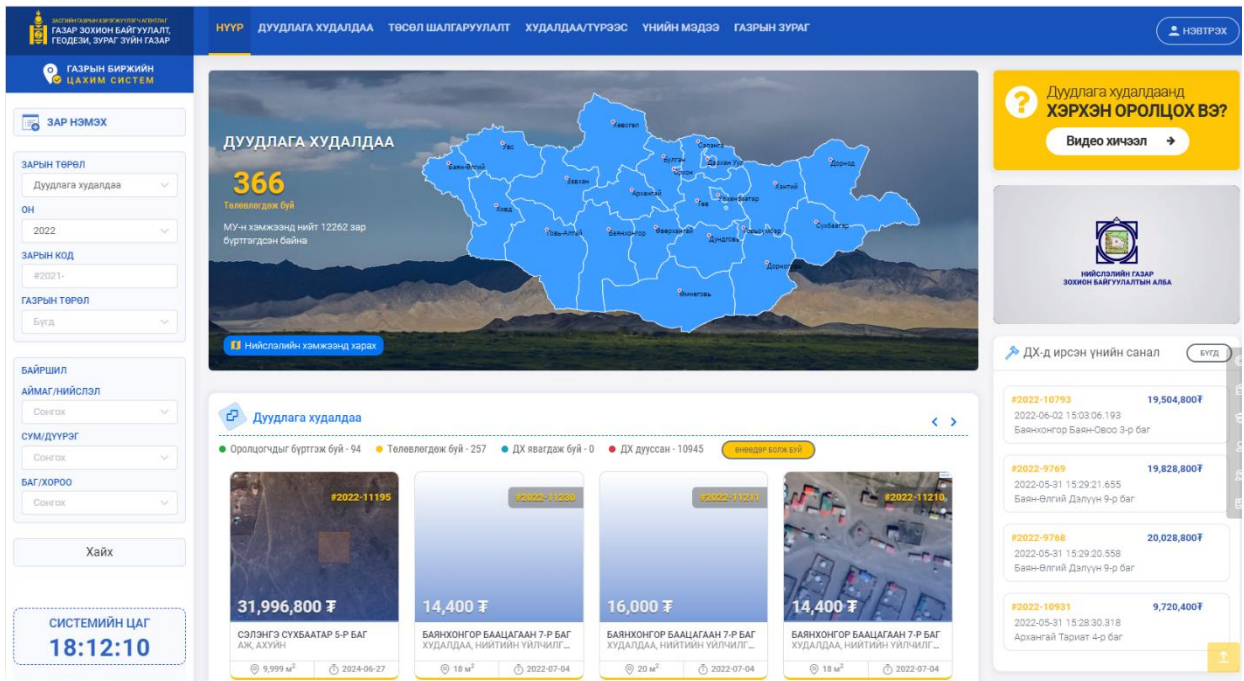 ЗАСГИЙН ГАЗРЫН ХЭРЭГЖҮҮЛЭГЧ АГЕНТЛАГ
ГАЗАР ЗОХИОН БАЙГУУЛАЛТ,
ГЕОДЕЗИ, ЗУРАГ ЗҮЙН ГАЗАР
НҮҮР ДУУДЛАГА ХУДАЛДАА ТӨСӨЛ ШАЛГАРУУЛАЛТ ХУДАЛДАА/ТҮРЭЭС ҮНИЙН МЭДЭЭ ГАЗРЫН ЗУРАГ
НЭВТРЭХ
ГАЗРЫН БИРЖИЙН
ЦАХИМ СИСТЕМ
ЗАР НЭМЭХ
ЗАРЫН ТӨРӨЛ
Дуудлага худалдаа
ОН
2022
ЗАРЫН КОД
#2021-
ГАЗРЫН ТӨРӨЛ
Бүгд
БАЙРШИЛ
АЙМАГ/НИЙСЛЭЛ
Сонгох
СУМ/ДҮҮРЭГ
Сонгох
БАГ/ХОРОО
Сонгох
Хайх
СИСТЕМИЙН ЦАГ
18:12:10
ДУУДЛАГА ХУДАЛДАА
366
Төлөвлөгдөж буй
МУ-н хэмжээнд нийт 12262 зар
бүртгэгдсэн байна
Увс
Хөвсгөл
Баян-Өлгий
Завхан
Булган
Сэлэнгэ
Дархан Уул
Орхон
Дорнод
Ховд
Архангай
Төв
Улаанбаатар
Хэнтий
Говь-Алтай
Баянхонгор
Өвөрхангай
Дундговь
Говьсүмбэр
Сүхбаатар
Дорноговь
Өмнөговь
Нийслэлийн хэмжээнд харах
Дуудлага худалдаа
Оролцогчдыг бүртгэж буй - 94 Төлөвлөгдөж буй - 257 ДХ явагдаж буй - 0 ДХ дууссан - 10945 ӨНӨӨДӨР БОЛЖ БУЙ
#2022-11195
31,996,800 ₮
СЭЛЭНГЭ СҮХБААТАР 5-Р БАГ
АЖ, АХУЙН
9,999 м² 2024-06-27
#2022-11230
14,400 ₮
БАЯНХОНГОР БААЦАГААН 7-Р БАГ
ХУДАЛДАА, НИЙТИЙН ҮЙЛЧИЛГ...
18 м² 2022-07-04
#2022-11211
16,000 ₮
БАЯНХОНГОР БААЦАГААН 7-Р БАГ
ХУДАЛДАА, НИЙТИЙН ҮЙЛЧИЛГ...
20 м² 2022-07-04
#2022-11210
14,400 ₮
БАЯНХОНГОР БААЦАГААН 7-Р БАГ
ХУДАЛДАА, НИЙТИЙН ҮЙЛЧИЛГ...
18 м² 2022-07-04
Дуудлага худалдаанд
ХЭРХЭН ОРОЛЦОХ ВЭ?
Видео хичээл
НИЙСЛЭЛИЙН ГАЗАР
ЗОХИОН БАЙГУУЛАЛТЫН АЛБА
ДХ-д ирсэн үнийн санал БҮГД
#2022-10793 19,504,800₮
2022-06-02 15:03:06.193
Баянхонгор Баян-Овоо 3-р баг
#2022-9769 19,828,800₮
2022-05-31 15:29:21.655
Баян-Өлгий Дэлүүн 9-р баг
#2022-9768 20,028,800₮
2022-05-31 15:29:20.558
Баян-Өлгий Дэлүүн 9-р баг
#2022-10931 9,720,400₮
2022-05-31 15:28:30.318
Архангай Тариат 4-р баг